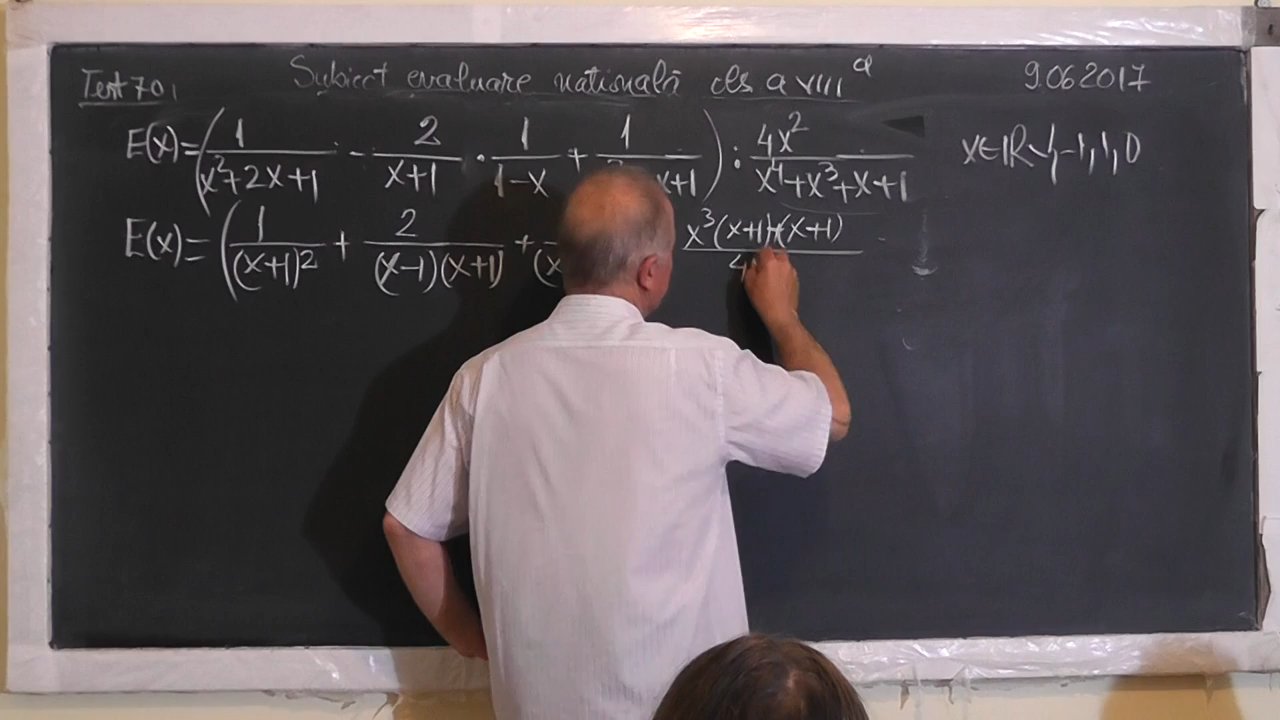 Test 70, Subiect evaluare națională cls a VIII a 9.06.2017
E(x)=(1/(x²+2x+1) - 2/(x+1) · 1/(1-x) + 1/( x+1)) : 4x²/(x⁴+x³+x+1) x∈ℝ\{-1,1,0
E(x)=(1/(x+1)² + 2/((x-1)(x+1)) + /(x x³(x+1)+(x+1)/4